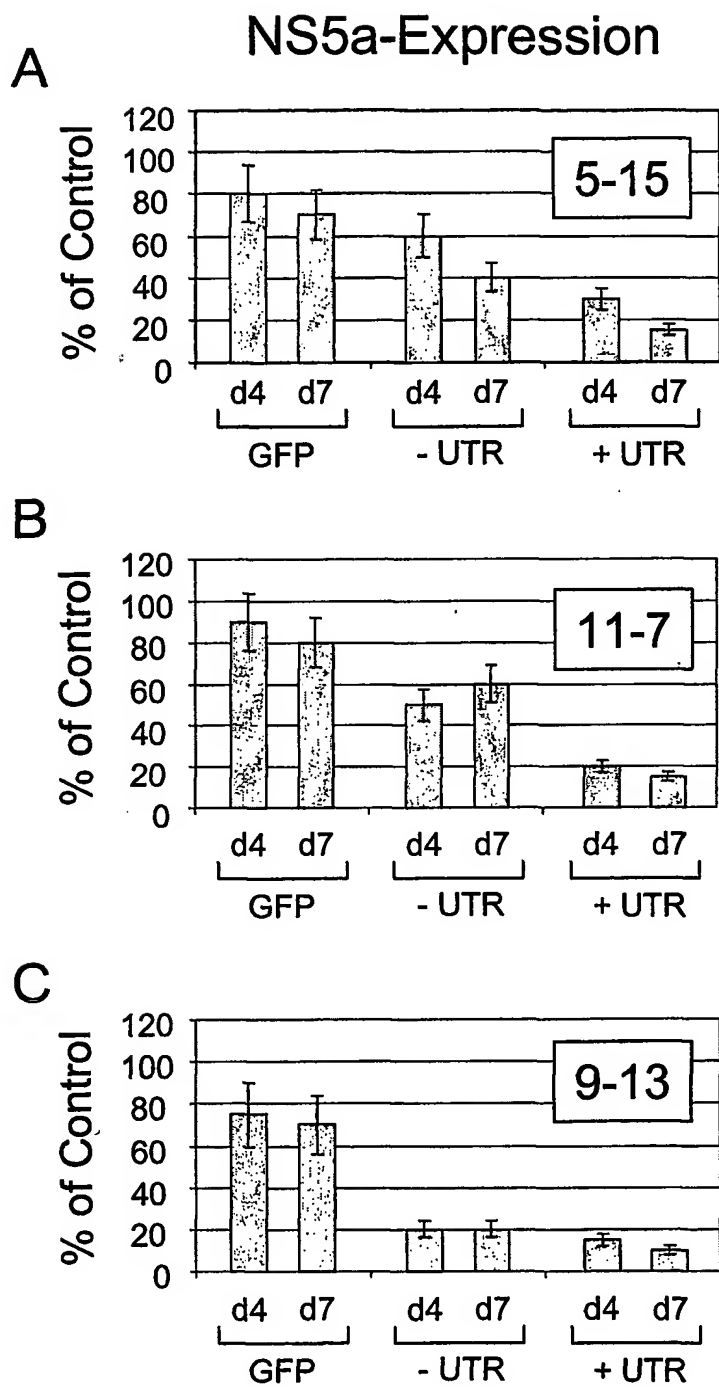 NS5a-Expression
A
% of Control
120
100
80
60
40
20
0
5-15
d4 d7 d4 d7 d4 d7
GFP - UTR + UTR
B
% of Control
120
100
80
60
40
20
0
11-7
d4 d7 d4 d7 d4 d7
GFP - UTR + UTR
C
% of Control
120
100
80
60
40
20
0
9-13
d4 d7 d4 d7 d4 d7
GFP - UTR + UTR